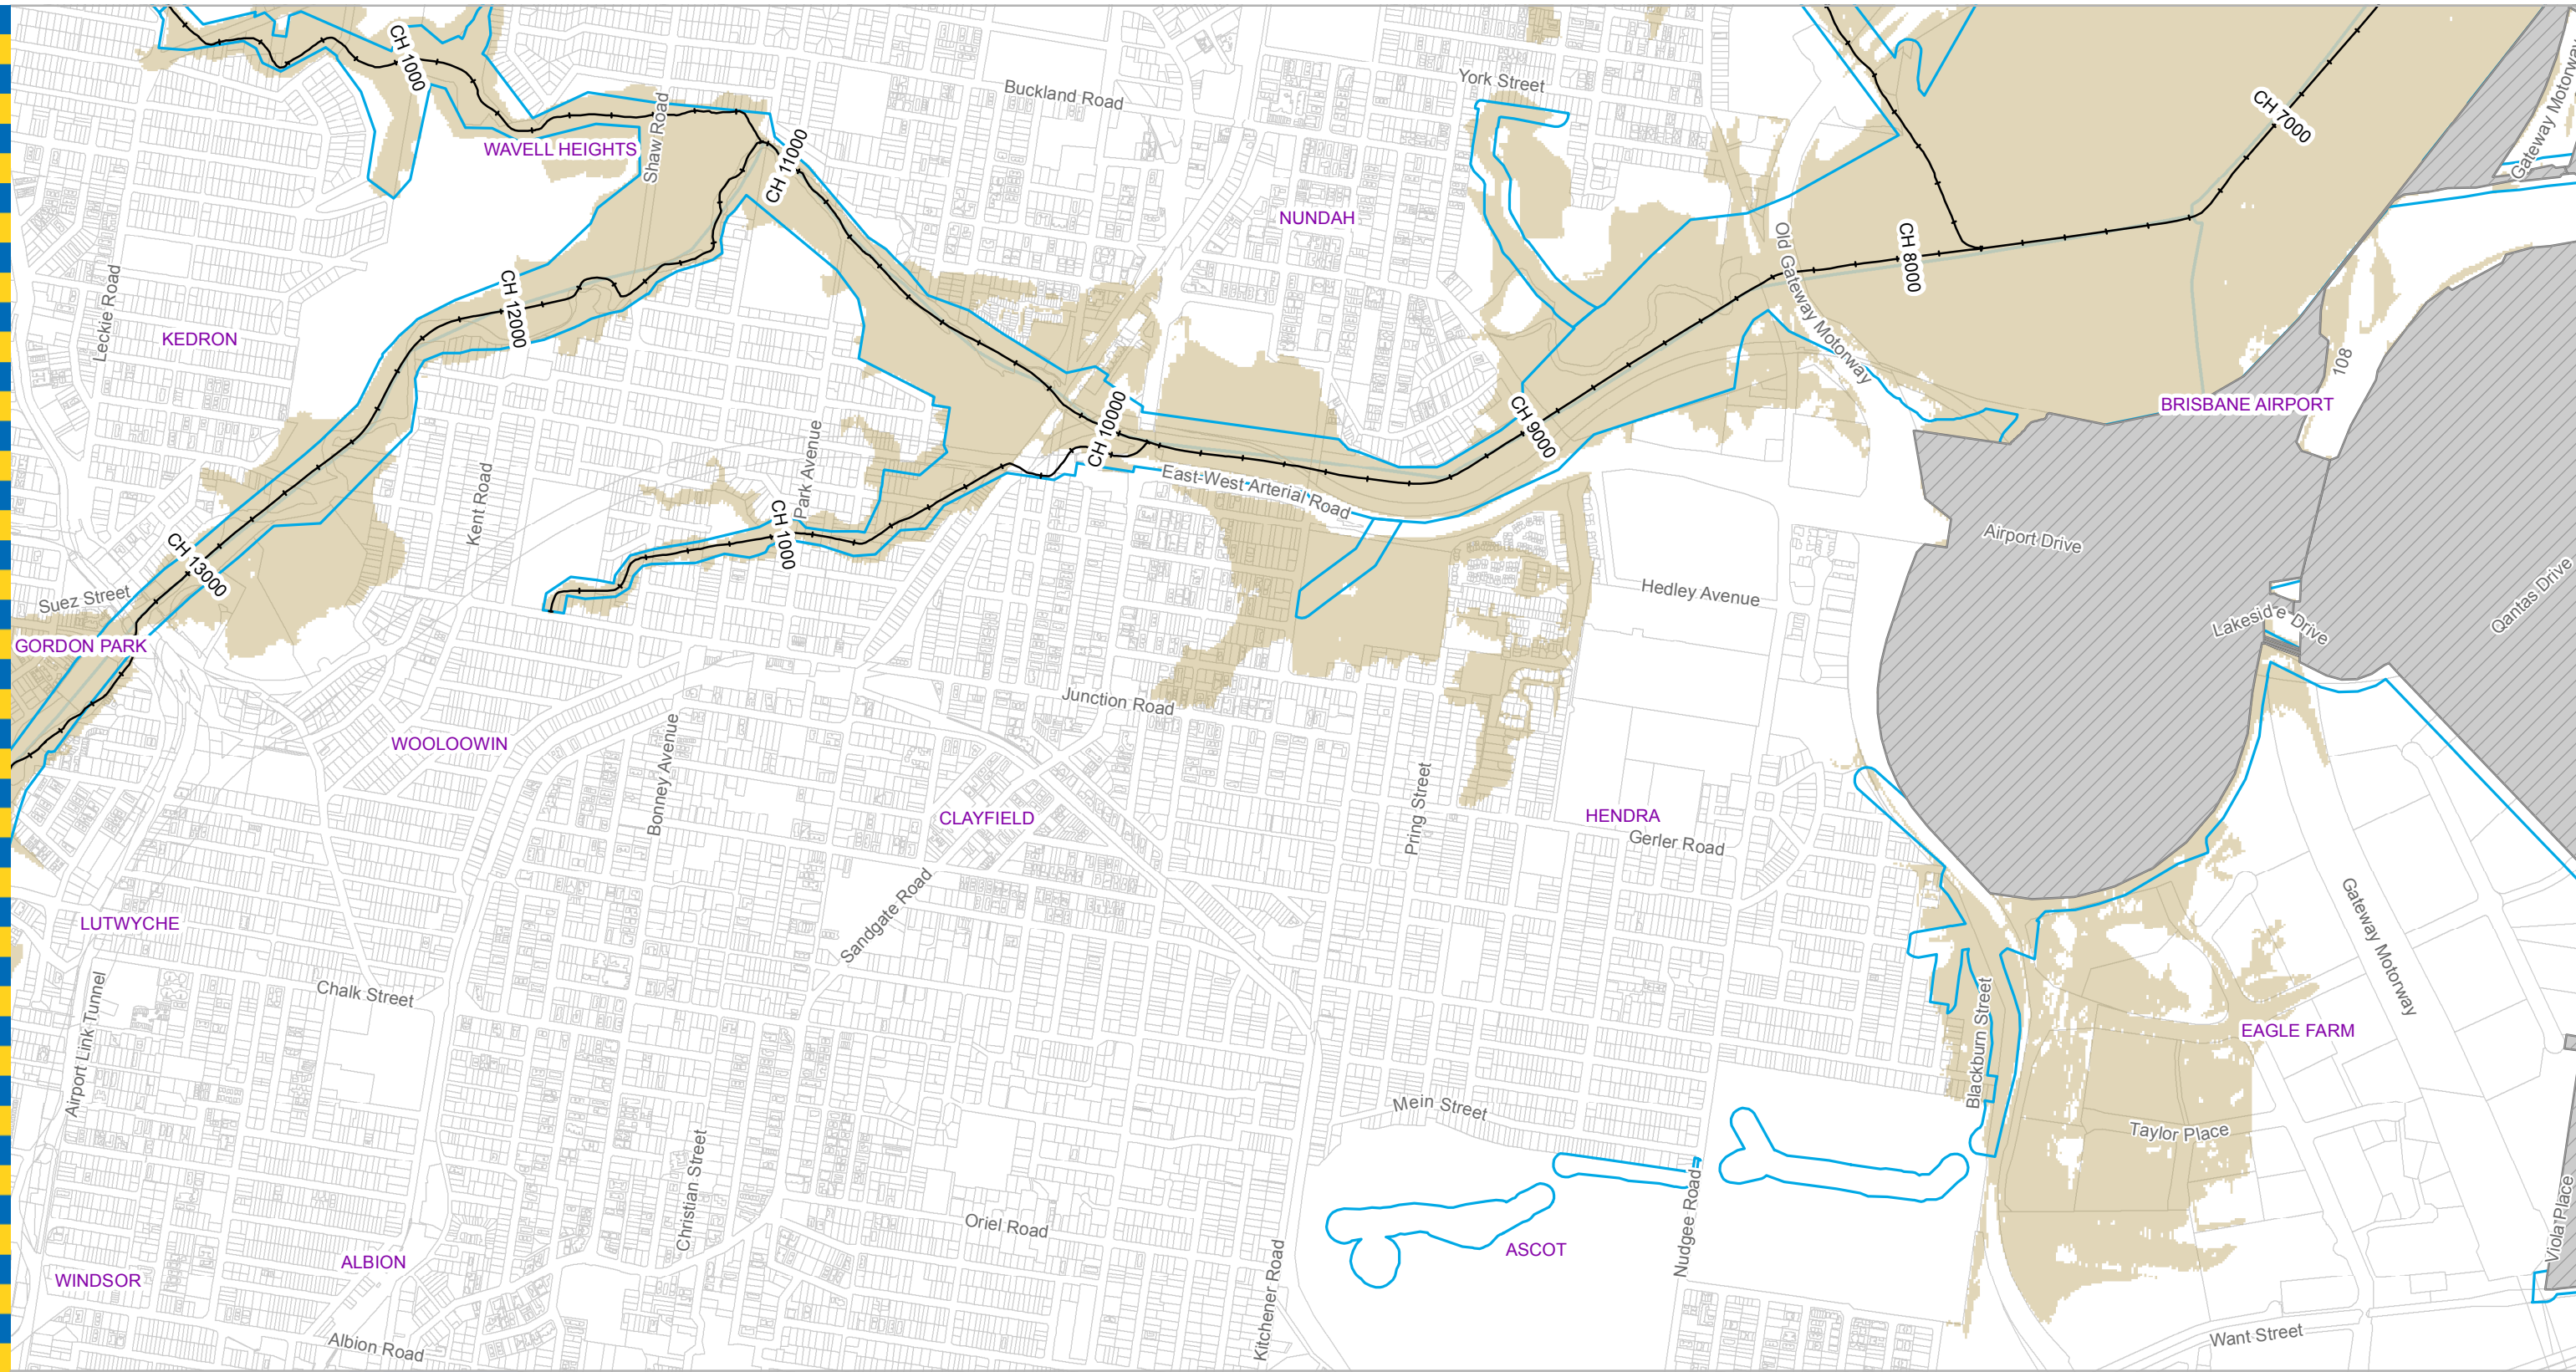 CH 1000
Buckland Road
York Street
CH 7000
Gateway Motorway
Shaw Road
WAVELL HEIGHTS
CH 11000
NUNDAH
Old Gateway Motorway
CH 8000
Leckie Road
CH 12000
KEDRON
108
BRISBANE AIRPORT
CH 10000
CH 9000
Park Avenue
Kent Road
East-West Arterial Road
CH 1000
Airport Drive
CH 13000
Suez Street
Hedley Avenue
Qantas Drive
Lakeside Drive
GORDON PARK
Junction Road
WOOLOOWIN
Bonney Avenue
CLAYFIELD
Pring Street
HENDRA
Gerler Road
Sandgate Road
LUTWYCHE
Gateway Motorway
Chalk Street
Airport Link Tunnel
Blackburn Street
EAGLE FARM
Mein Street
Taylor Place
Christian Street
Oriel Road
Nudgee Road
Viola Place
ASCOT
ALBION
WINDSOR
Kitchener Road
Albion Road
Want Street